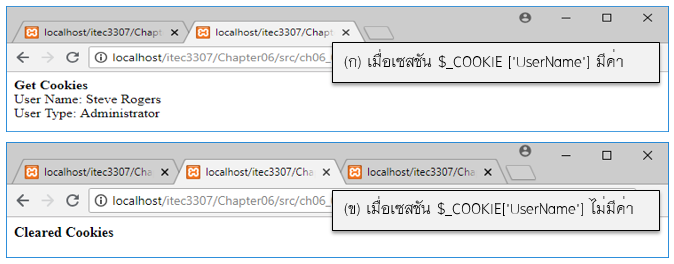 localhost/itec3307/Chapt
localhost/itec3307/Chapt
localhost/itec3307/Chapter06/src/ch06_
(ก) เมื่อเซสชัน $_COOKIE ['UserName'] มีค่า
Get Cookies
User Name: Steve Rogers
User Type: Administrator
localhost/itec3307/Cha
localhost/itec3307/Cha
localhost/itec3307/Cha
localhost/itec3307/Chapter06/src/ch06_
(ข) เมื่อเซสชัน $_COOKIE['UserName'] ไม่มีค่า
Cleared Cookies